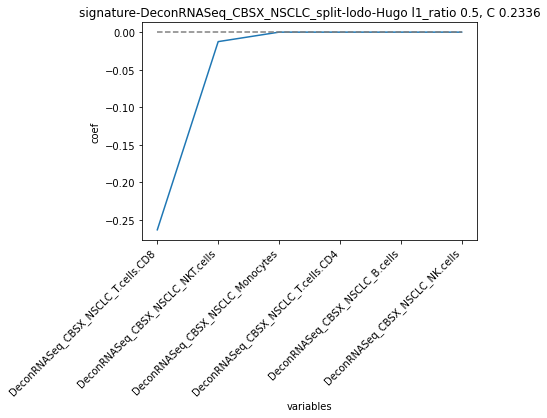 signature-DeconRNASeq_CBSX_NSCLC_split-lodo-Hugo l1_ratio 0.5, C 0.2336
0.00
−0.05
−0.10
−0.15
−0.20
−0.25
coef
DeconRNASeq_CBSX_NSCLC_T.cells.CD8
DeconRNASeq_CBSX_NSCLC_NKT.cells
DeconRNASeq_CBSX_NSCLC_Monocytes
DeconRNASeq_CBSX_NSCLC_T.cells.CD4
DeconRNASeq_CBSX_NSCLC_B.cells
DeconRNASeq_CBSX_NSCLC_NK.cells
variables